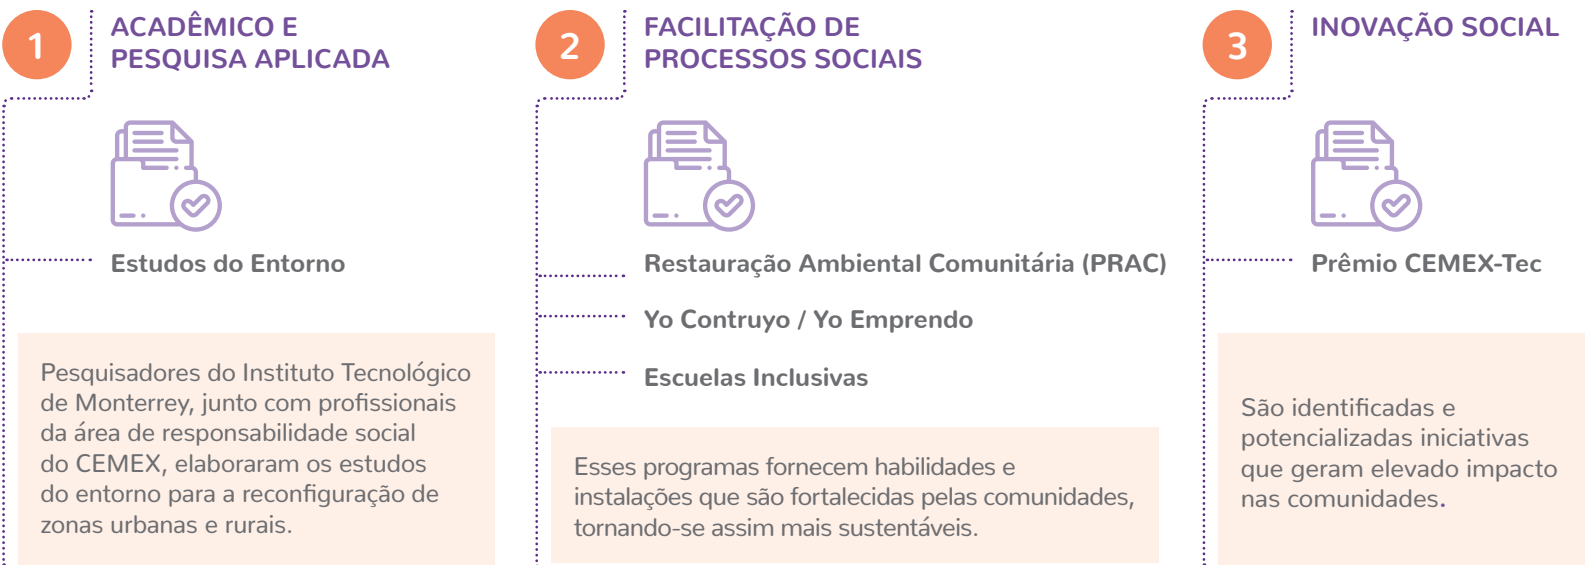 1
ACADÊMICO E
PESQUISA APLICADA
Estudos do Entorno
Pesquisadores do Instituto Tecnológico
de Monterrey, junto com profissionais
da área de responsabilidade social
do CEMEX, elaboraram os estudos
do entorno para a reconfiguração de
zonas urbanas e rurais.
2
FACILITAÇÃO DE
PROCESSOS SOCIAIS
Restauração Ambiental Comunitária (PRAC)
Yo Contruyo / Yo Emprendo
Escuelas Inclusivas
Esses programas fornecem habilidades e
instalações que são fortalecidas pelas comunidades,
tornando-se assim mais sustentáveis.
3
INOVAÇÃO SOCIAL
Prêmio CEMEX-Tec
São identificadas e
potencializadas iniciativas
que geram elevado impacto
nas comunidades.